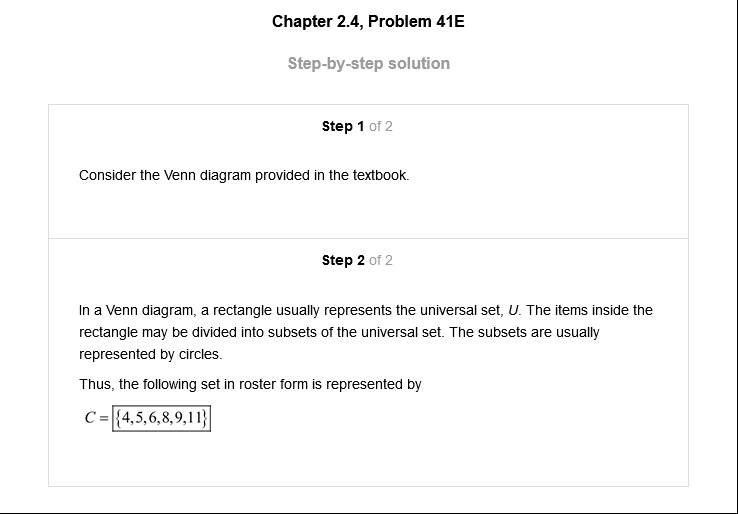 Chapter 2.4, Problem 41E
Step-by-step solution
Step 1 of 2
Consider the Venn diagram provided in the textbook.
Step 2 of 2
In a Venn diagram, a rectangle usually represents the universal set, U. The items inside the
rectangle may be divided into subsets of the universal set. The subsets are usually
represented by circles.
Thus, the following set in roster form is represented by
C = {4,5,6,8,9,11}